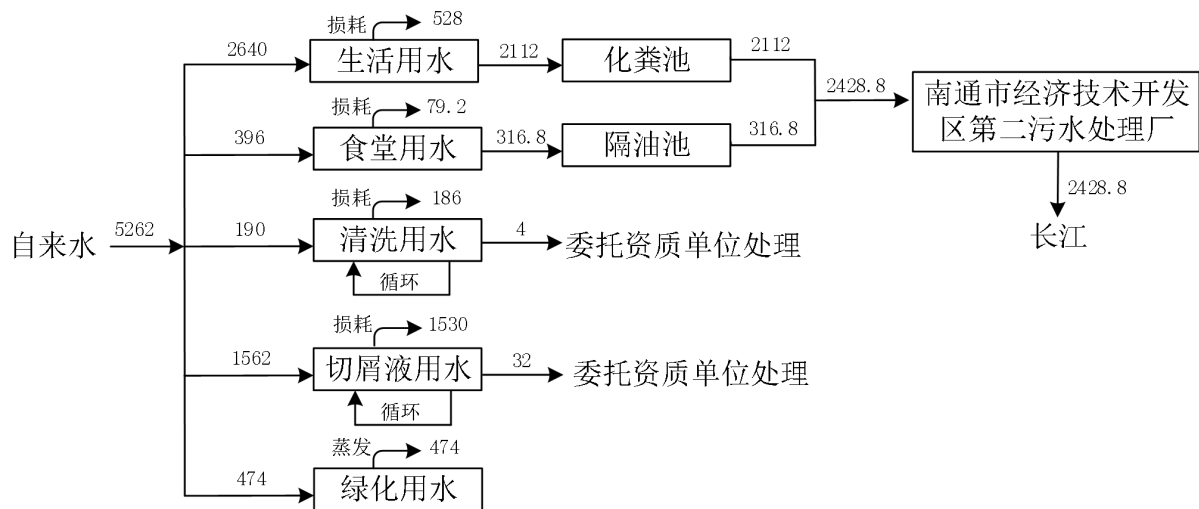 损耗 528
2640 生活用水 2112 化粪池 2112
2428.8
南通市经济技术开发
区第二污水处理厂
损耗 79.2
396 食堂用水 316.8 隔油池 316.8
2428.8
长江
损耗 186
自来水 5262 190 清洗用水 4 委托资质单位处理
循环
损耗 1530
1562 切屑液用水 32 委托资质单位处理
循环
蒸发 474
474 绿化用水